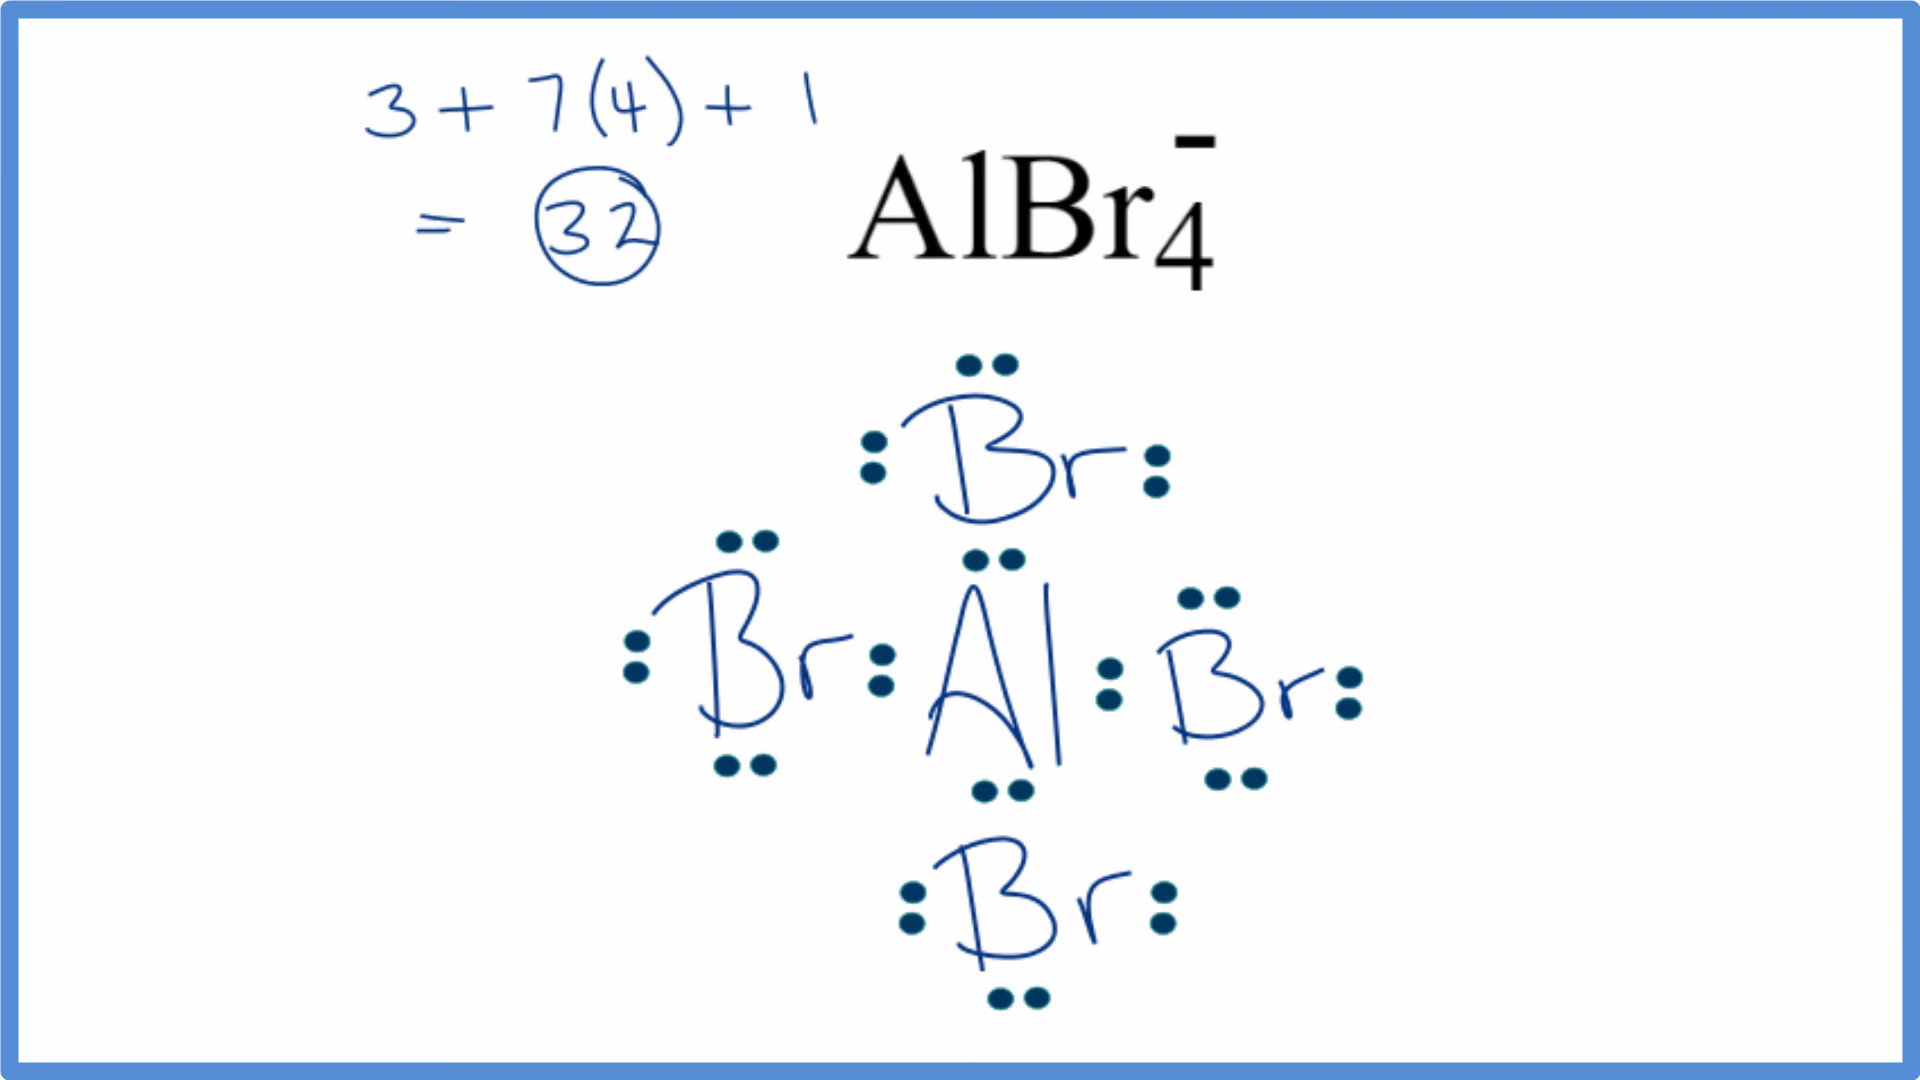 3 + 7(4) + 1
= 32
AlBr4-
Br
Br Al Br
Br